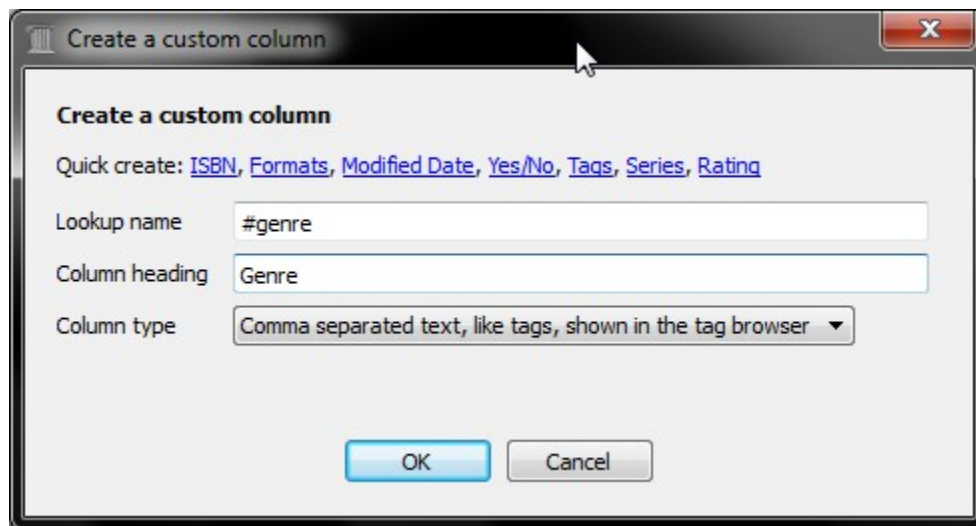 Create a custom column
Create a custom column
Quick create: ISBN, Formats, Modified Date, Yes/No, Tags, Series, Rating
Lookup name #genre
Column heading Genre
Column type Comma separated text, like tags, shown in the tag browser
OK Cancel